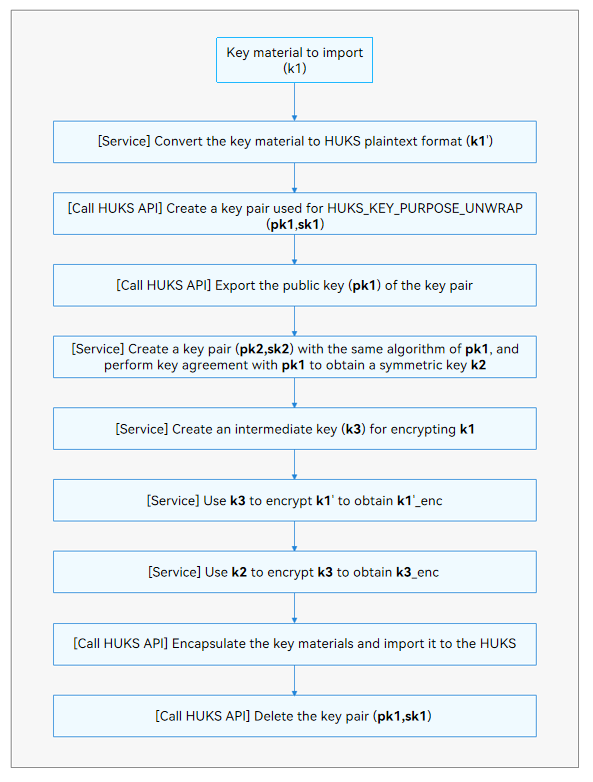 Key material to import
(k1)
[Service] Convert the key material to HUKS plaintext format (k1')
[Call HUKS API] Create a key pair used for HUKS_KEY_PURPOSE_UNWRAP
(pk1,sk1)
[Call HUKS API] Export the public key (pk1) of the key pair
[Service] Create a key pair (pk2,sk2) with the same algorithm of pk1, and
perform key agreement with pk1 to obtain a symmetric key k2
[Service] Create an intermediate key (k3) for encrypting k1
[Service] Use k3 to encrypt k1' to obtain k1'_enc
[Service] Use k2 to encrypt k3 to obtain k3_enc
[Call HUKS API] Encapsulate the key materials and import it to the HUKS
[Call HUKS API] Delete the key pair (pk1,sk1)